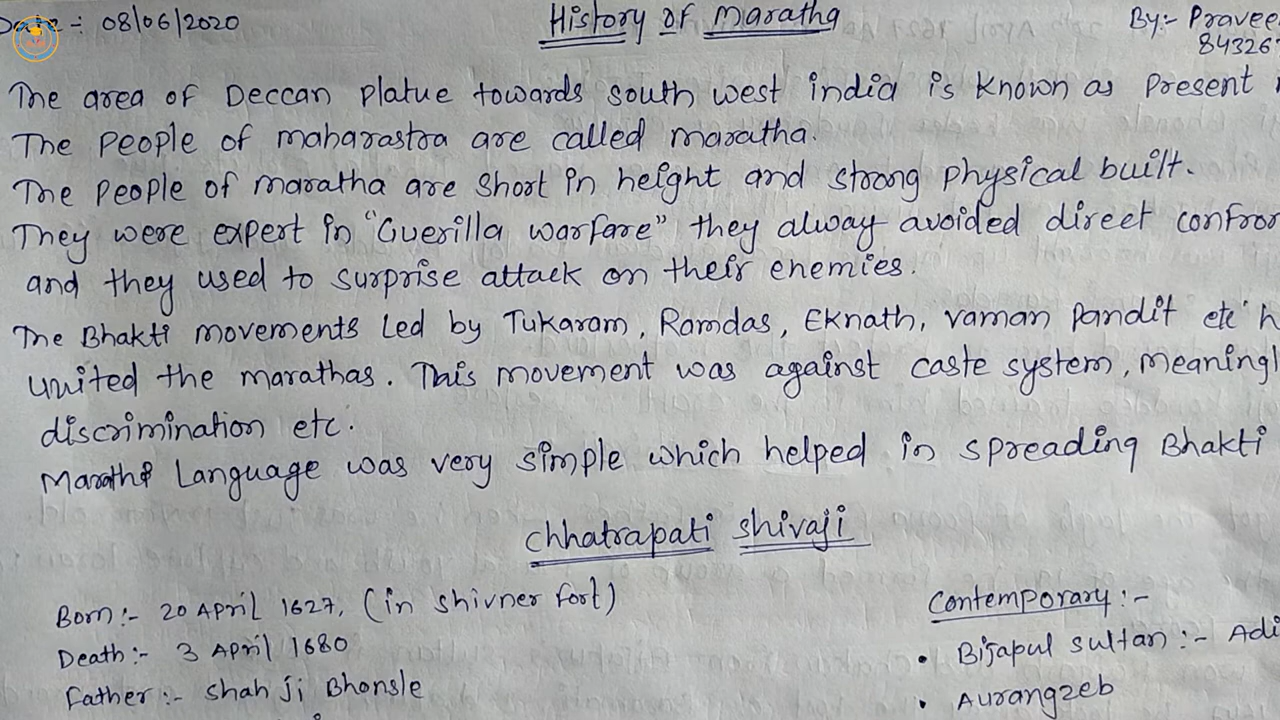 Date :- 08/06/2020
History of maratha
By:- Pravee
84326
The area of Deccan Platue towards south west india is known as Present
The People of maharastra are called maratha.
The People of maratha are short in height and strong physical built.
They were expert in "Guerilla warfare" they alway avoided direct confron
and they used to surprise attack on their enemies.
The Bhakti movements Led by Tukaram, Ramdas, Eknath, vaman Pandit etc h
united the marathas. This movement was against caste system, meaningl
discrimination etc.
Marathi Language was very simple which helped in spreading Bhakti
Chhatrapati shivaji
Born :- 20 April 1627, (in shivner fort)
Death :- 3 April 1680
Father :- shah ji Bhonsle
Contemporary :-
• Bijapul sultan :- Adi
• Aurangzeb